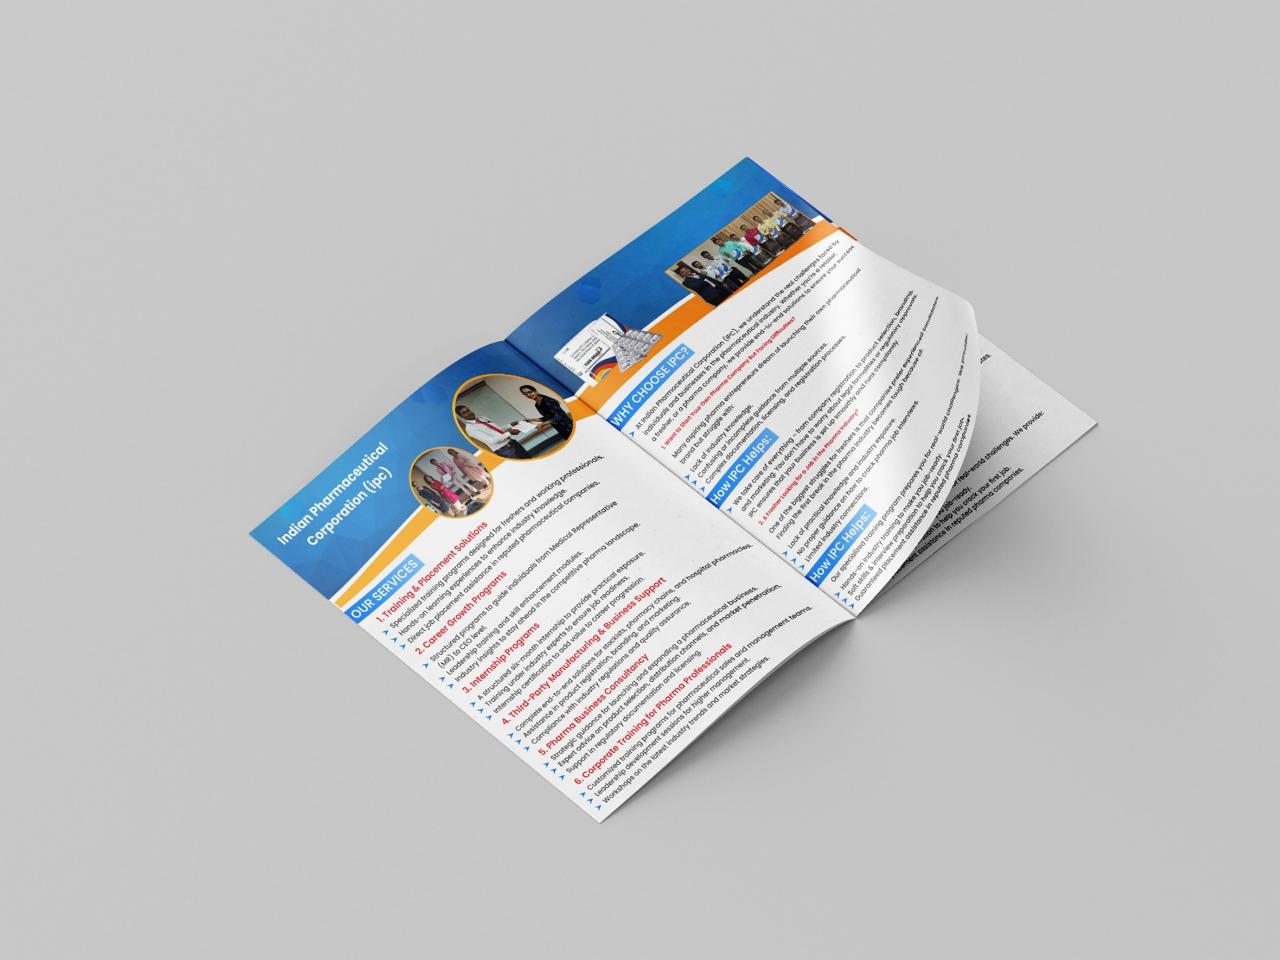 Indian Pharmaceutical
Corporation (ipc)
OUR SERVICES
1. Training & Placement Solutions
Specialized training programs designed for freshers and working professionals.
Hands-on learning experiences to enhance industry knowledge.
Direct job placement assistance in reputed pharmaceutical companies.
2. Career Growth Programs
Structured programs to guide individuals from Medical Representative
(MR) to CEO level.
Leadership training and skill enhancement modules.
Industry insights to stay ahead in the competitive pharma landscape.
3. Internship Programs
A structured six-month internship to provide practical exposure.
Training under industry experts to ensure job readiness.
Internship certification to add value to career progression.
4. Third-Party Manufacturing & Business Support
Complete end-to-end solutions for stockists, pharmacy chains, and hospital pharmacies.
Assistance in product registration, branding, and marketing.
Compliance with industry regulations and quality assurance.
5. Pharma Business Consultancy
Strategic guidance for launching and expanding a pharmaceutical business.
Expert advice on product selection, distribution channels, and market penetration.
Support in regulatory documentation and licensing.
6. Corporate Training for Pharma Professionals
Customized training programs for pharmaceutical sales and management teams.
Leadership development sessions for higher management.
Workshops on the latest industry trends and market strategies.
WHY CHOOSE IPC?
At Indian Pharmaceutical Corporation (IPC), we understand the real challenges faced by
individuals and businesses in the pharmaceutical industry. Whether you're a retailer,
a fresher, or a pharma company, we provide end-to-end solutions to ensure your success
1. Want to Start Your Own Pharma Company But Facing Difficulties?
Many aspiring pharma entrepreneurs dream of launching their own pharmaceutical
brand but struggle with:
Lack of industry knowledge.
Confusing or incomplete guidance from multiple sources.
Complex documentation, licensing, and registration processes.
How IPC Helps:
We take care of everything – from company registration to product selection, branding,
and marketing. You don't have to worry about legal formalities or regulatory approvals.
IPC ensures that your business is set up smoothly and runs compliantly.
2. A Fresher Looking for a Job in the Pharma Industry?
One of the biggest struggles for freshers is that companies prefer experienced candidates.
Finding the first break in the pharma industry becomes tough because of:
Lack of practical knowledge and industry exposure.
No proper guidance on how to crack pharma job interviews.
Limited industry connections.
How IPC Helps:
Our specialized training program prepares you for real-world challenges. We provide:
Hands-on industry training to make you job-ready.
Soft skills & interview preparation to help you crack your first job.
Guaranteed placement assistance in reputed pharma companies.
real-world challenges. We provide:
job-ready.
to help you crack your first job.
assistance in reputed pharma companies.